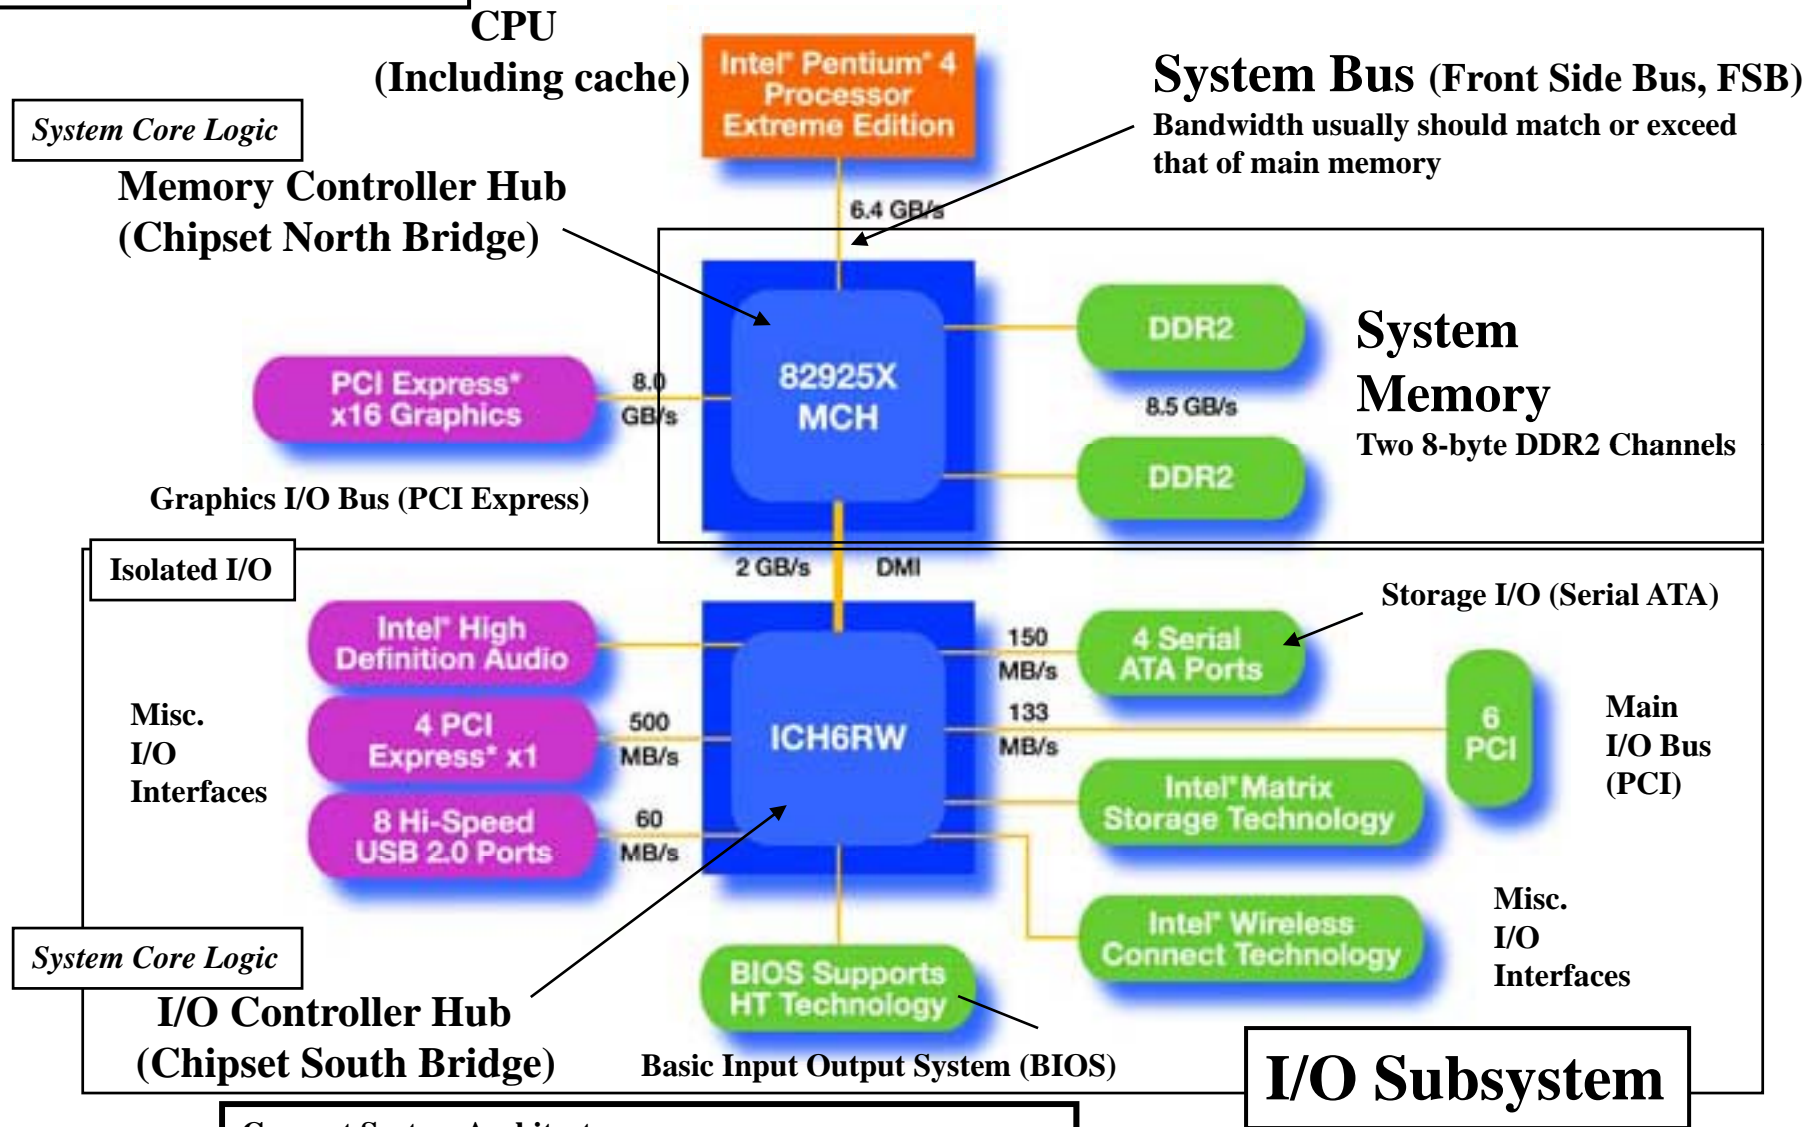 CPU
(Including cache)
Intel® Pentium® 4
Processor
Extreme Edition
System Bus (Front Side Bus, FSB)
Bandwidth usually should match or exceed
that of main memory
System Core Logic
Memory Controller Hub
(Chipset North Bridge)
6.4 GB/s
PCI Express*
x16 Graphics
8.0
GB/s
82925X
MCH
DDR2
8.5 GB/s
DDR2
System
Memory
Two 8-byte DDR2 Channels
Graphics I/O Bus (PCI Express)
Isolated I/O
2 GB/s
DMI
Storage I/O (Serial ATA)
Intel® High
Definition Audio
150
MB/s
4 Serial
ATA Ports
Misc.
I/O
Interfaces
4 PCI
Express* x1
500
MB/s
ICH6RW
133
MB/s
6
PCI
Main
I/O Bus
(PCI)
8 Hi-Speed
USB 2.0 Ports
60
MB/s
Intel® Matrix
Storage Technology
Intel® Wireless
Connect Technology
Misc.
I/O
Interfaces
System Core Logic
I/O Controller Hub
(Chipset South Bridge)
BIOS Supports
HT Technology
Basic Input Output System (BIOS)
I/O Subsystem